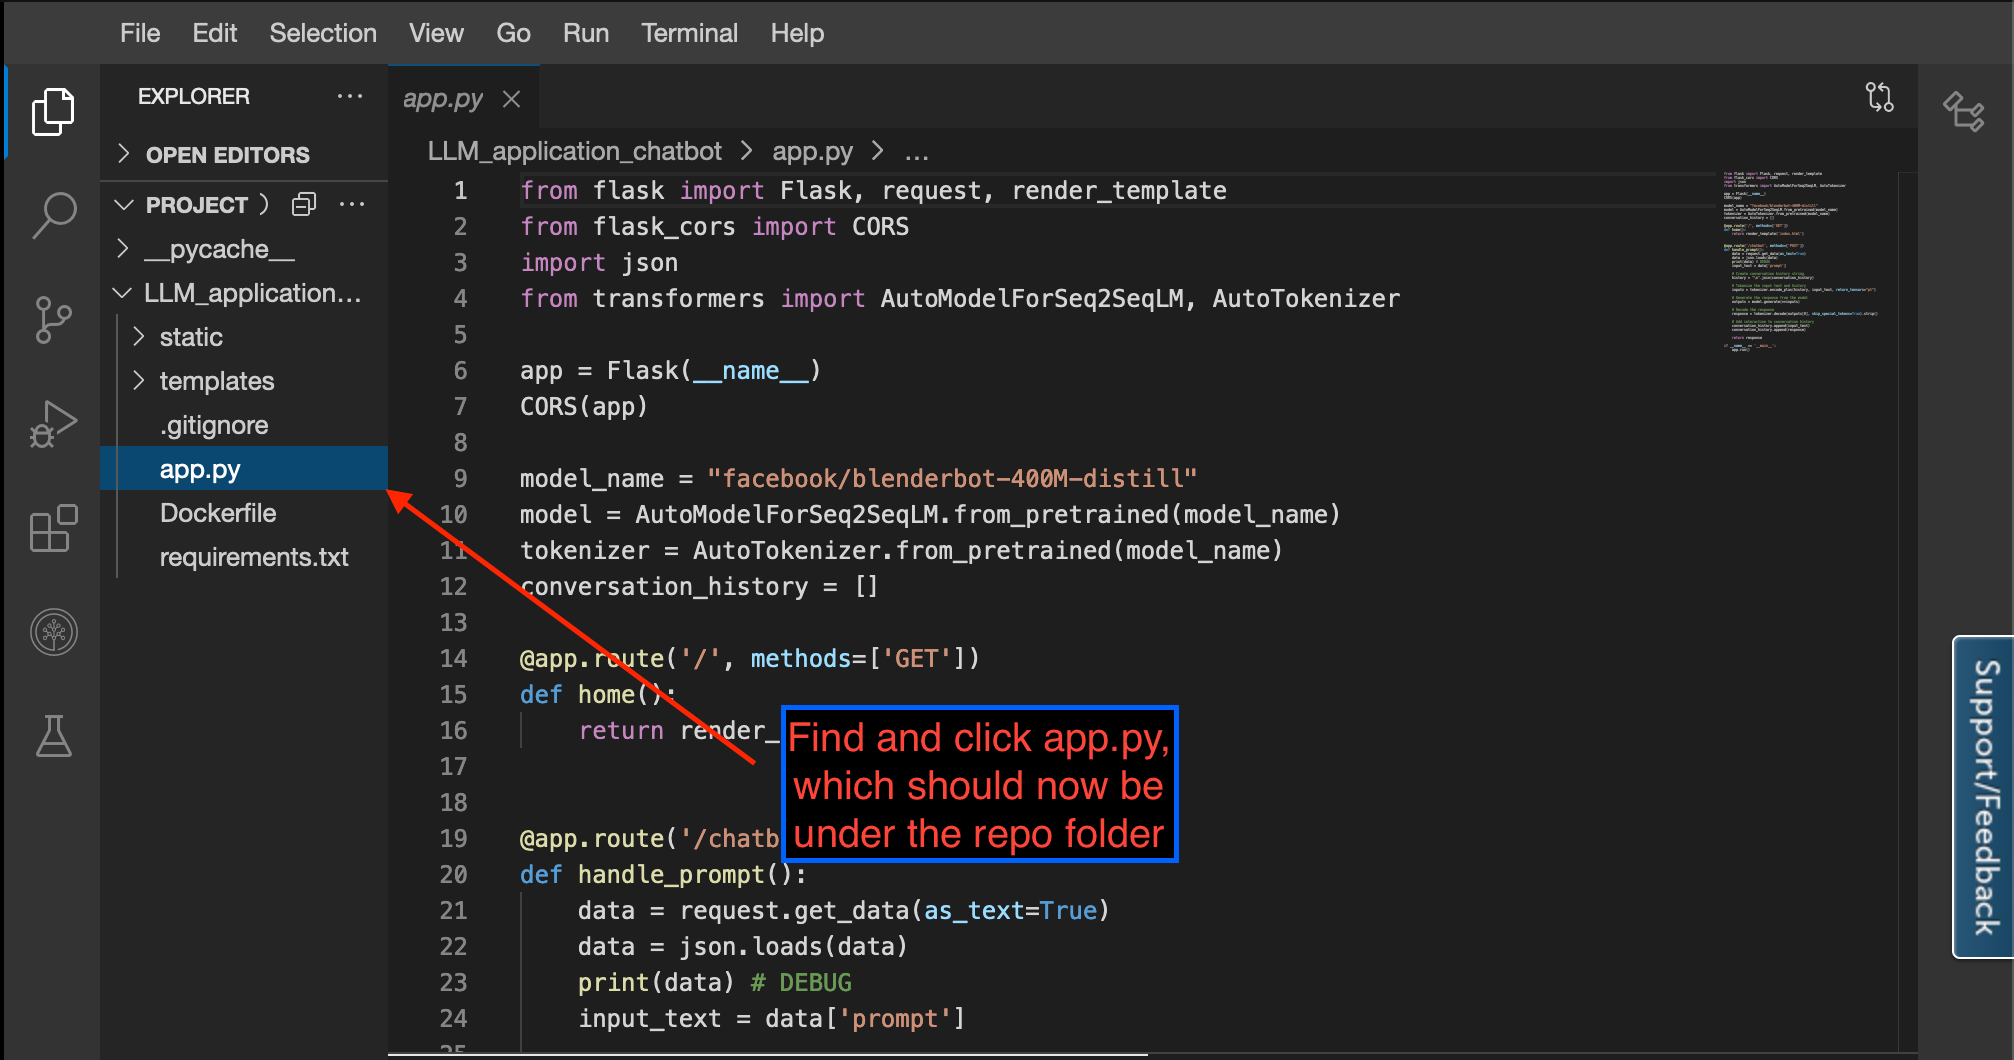 File Edit Selection View Go Run Terminal Help
EXPLORER
OPEN EDITORS
PROJECT
__pycache__
LLM_application...
static
templates
.gitignore
app.py
Dockerfile
requirements.txt
app.py
LLM_application_chatbot > app.py > ...
1 from flask import Flask, request, render_template
2 from flask_cors import CORS
3 import json
4 from transformers import AutoModelForSeq2SeqLM, AutoTokenizer
5
6 app = Flask(__name__)
7 CORS(app)
8
9 model_name = "facebook/blenderbot-400M-distill"
10 model = AutoModelForSeq2SeqLM.from_pretrained(model_name)
11 tokenizer = AutoTokenizer.from_pretrained(model_name)
12 conversation_history = []
13
14 @app.route('/', methods=['GET'])
15 def home():
16 return render_
17
18
19 @app.route('/chatb
20 def handle_prompt():
21 data = request.get_data(as_text=True)
22 data = json.loads(data)
23 print(data) # DEBUG
24 input_text = data['prompt']
Find and click app.py,
which should now be
under the repo folder
Support/Feedback